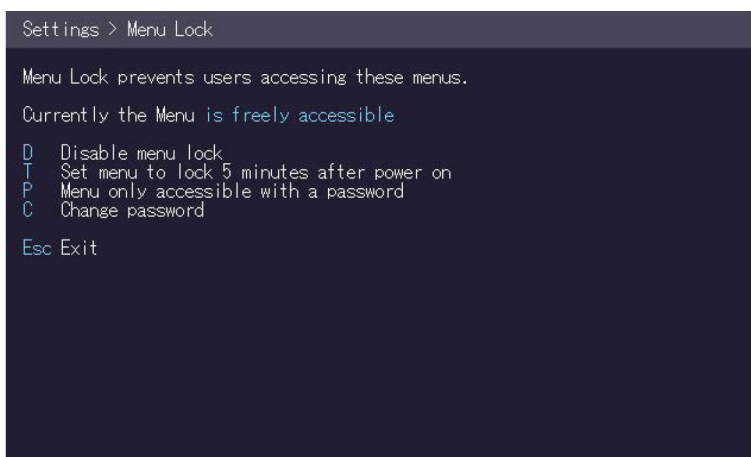 Settings > Menu Lock
Menu Lock prevents users accessing these menus.
Currently the Menu is freely accessible
D Disable menu lock
T Set menu to lock 5 minutes after power on
P Menu only accessible with a password
C Change password
Esc Exit